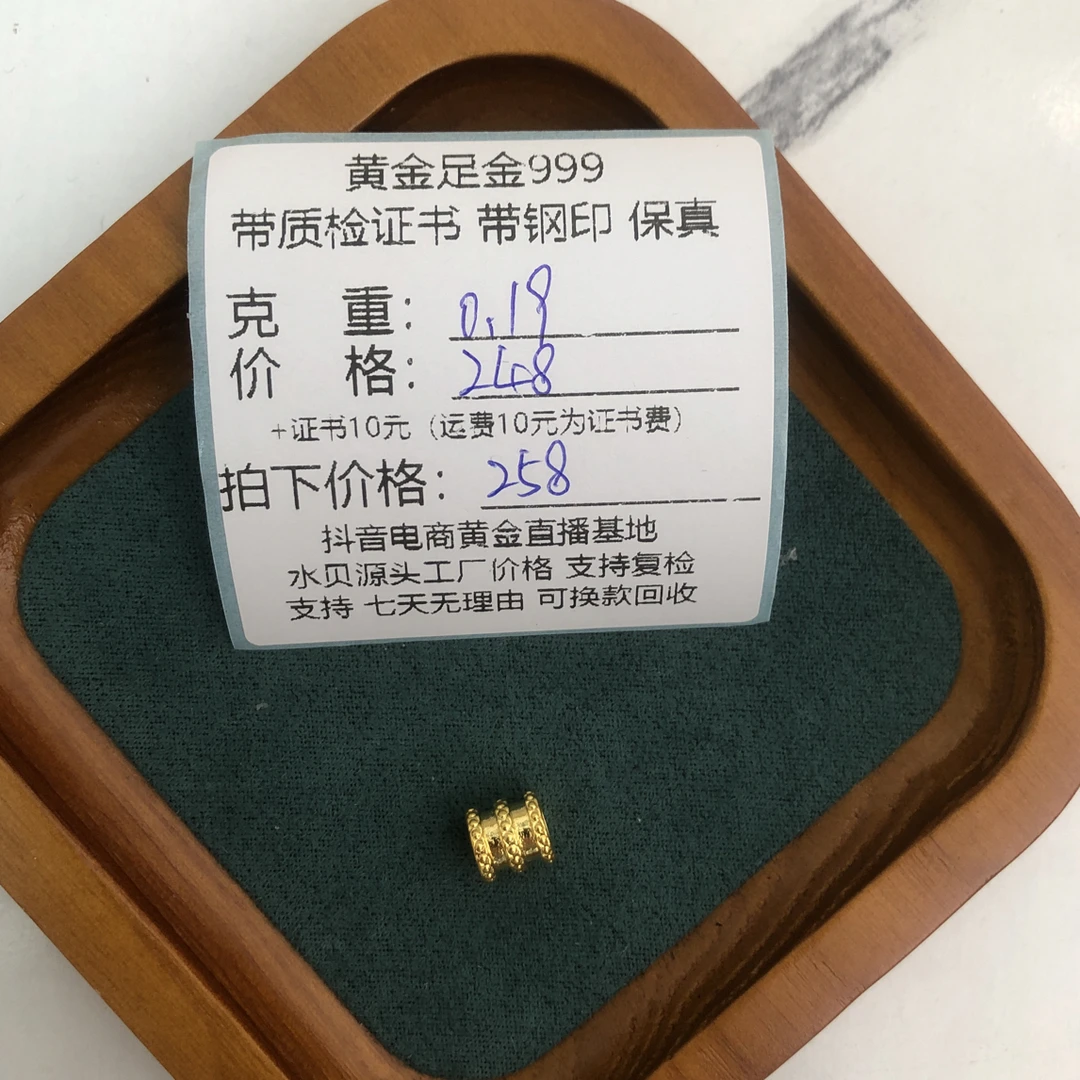 黄金足金999
带质检证书 带钢印 保真
克 重: 0.19
价 格: 248
+证书10元(运费10元为证书费)
拍下价格: 258
抖音电商黄金直播基地
水贝源头工厂价格 支持复检
支持 七天无理由 可换款回收